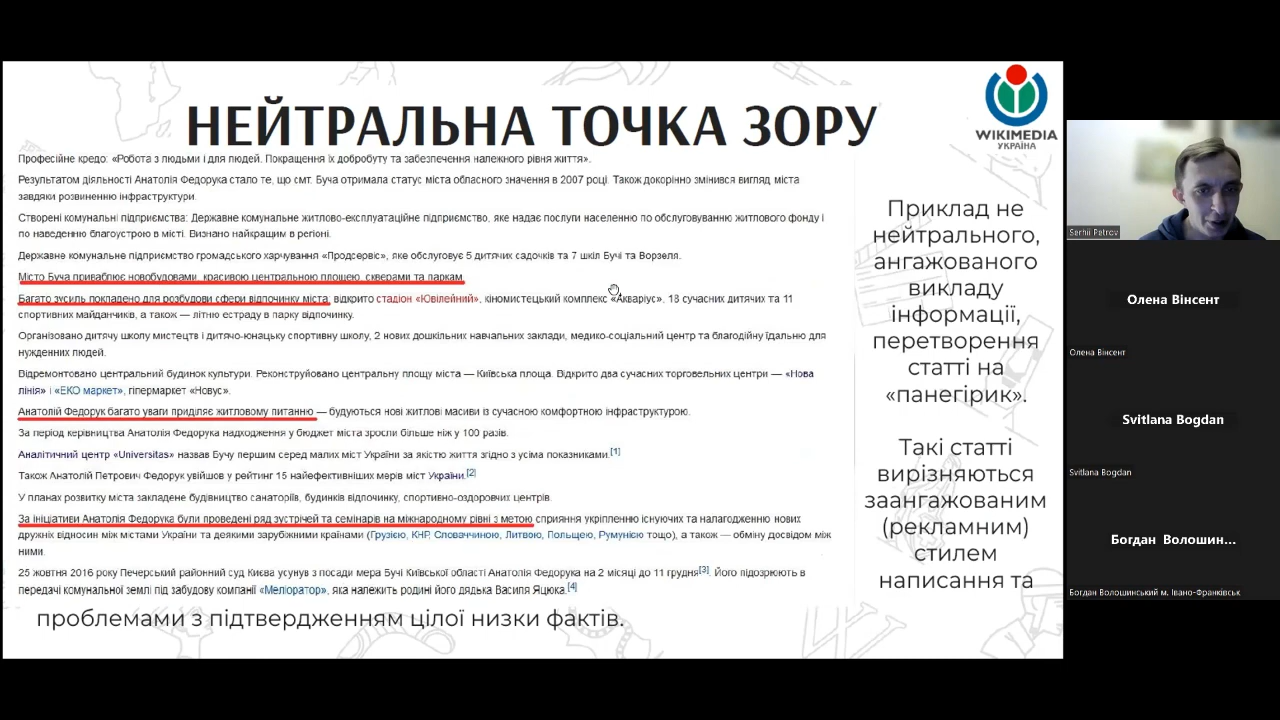 НЕЙТРАЛЬНА ТОЧКА ЗОРУ
WIKIMEDIA
УКРАЇНА
Професійне кредо: «Робота з людьми і для людей. Покращення їх добробуту та забезпечення належного рівня життя».
Результатом діяльності Анатолія Федорука стало те, що смт. Буча отримала статус міста обласного значення в 2007 році. Також докорінно змінився вигляд міста
завдяки розвиненню інфраструктури.
Створені комунальні підприємства: Державне комунальне житлово-експлуатаційне підприємство, яке надає послуги населенню по обслуговуванню житлового фонду і
по наведенню благоустрою в місті. Визнано найкращим в регіоні.
Державне комунальне підприємство громадського харчування «Продсервіс», яке обслуговує 5 дитячих садочків та 7 шкіл Бучі та Ворзеля.
Місто Буча приваблює новобудовами, красивою центральною площею, скверами та парками.
Багато зусиль покладено для розбудови сфери відпочинку міста: відкрито стадіон «Ювілейний», кіномистецький комплекс «Акваріус», 18 сучасних дитячих та 11
спортивних майданчиків, а також — літню естраду в парку відпочинку.
Організовано дитячу школу мистецтв і дитячо-юнацьку спортивну школу, 2 нових дошкільних навчальних заклади, медико-соціальний центр та благодійну їдальню для
нужденних людей.
Відремонтовано центральний будинок культури. Реконструйовано центральну площу міста — Київська площа. Відкрито два сучасних торговельних центри — «Нова
лінія» і «ЕКО маркет», гіпермаркет «Новус».
Анатолій Федорук багато уваги приділяє житловому питанню — будуються нові житлові масиви із сучасною комфортною інфраструктурою.
За період керівництва Анатолія Федорука надходження у бюджет міста зросли більше ніж у 100 разів.
Аналітичний центр «Universitas» назвав Бучу першим серед малих міст України за якістю життя згідно з усіма показниками.[1]
Також Анатолій Петрович Федорук увійшов у рейтинг 15 найефективніших мерів міст України.[2]
У планах розвитку міста закладене будівництво санаторіїв, будинків відпочинку, спортивно-оздоровчих центрів.
За ініціативи Анатолія Федорука були проведені ряд зустрічей та семінарів на міжнародному рівні з метою сприяння укріпленню існуючих та налагодженню нових
дружніх відносин між містами України та деякими зарубіжними країнами (Грузією, КНР, Словаччиною, Литвою, Польщею, Румунією тощо), а також — обміну досвідом між
ними.
25 жовтня 2016 року Печерський районний суд Києва усунув з посади мера Бучі Київської області Анатолія Федорука на 2 місяці до 11 грудня[3]. Його підозрюють в
передачі комунальної землі під забудову компанії «Меліоратор», яка належить родині його дядька Василя Яцюка.[4]
Приклад не
нейтрального,
ангажованого
викладу
інформації,
перетворення
статті на
«панегірик».
Такі статті
вирізняються
заангажованим
(рекламним)
стилем
написання та
проблемами з підтвердженням цілої низки фактів.
Serhii Petrov
Олена Вінсент
Олена Вінсент
Svitlana Bogdan
Svitlana Bogdan
Богдан Волошин...
Богдан Волошинський м. Івано-Франківськ